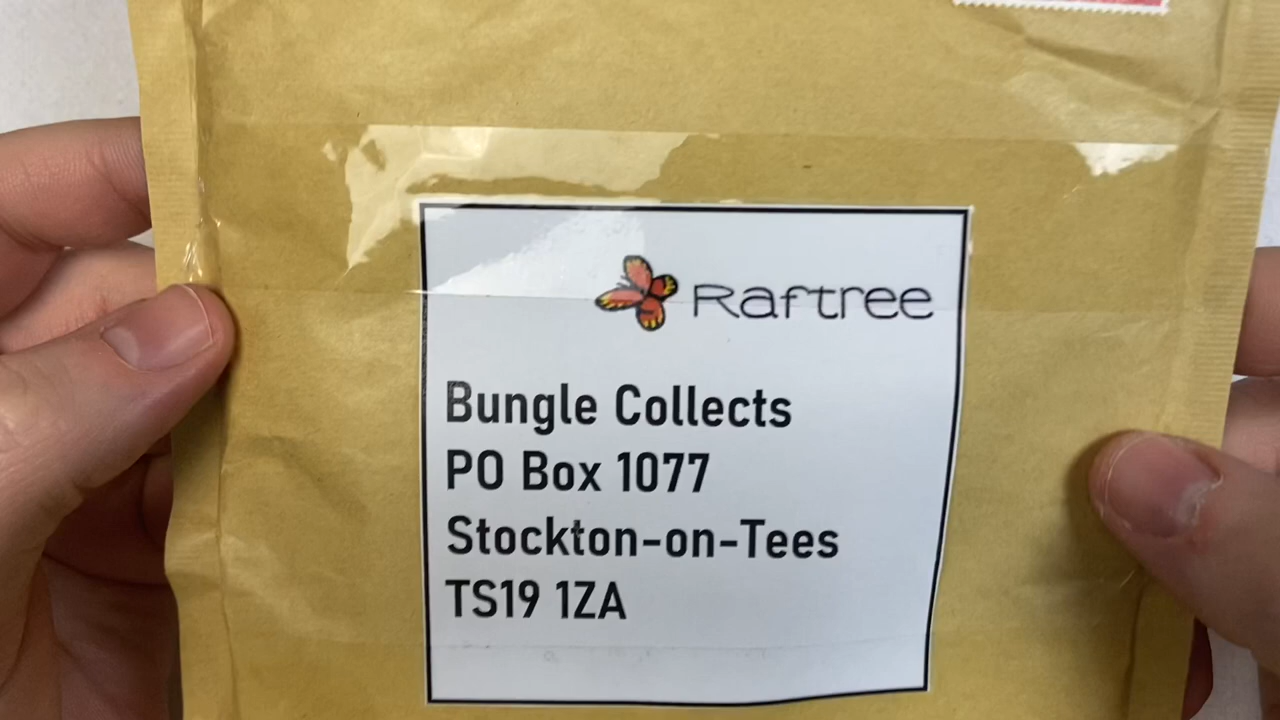 Raftree
Bungle Collects
PO Box 1077
Stockton-on-Tees
TS19 1ZA